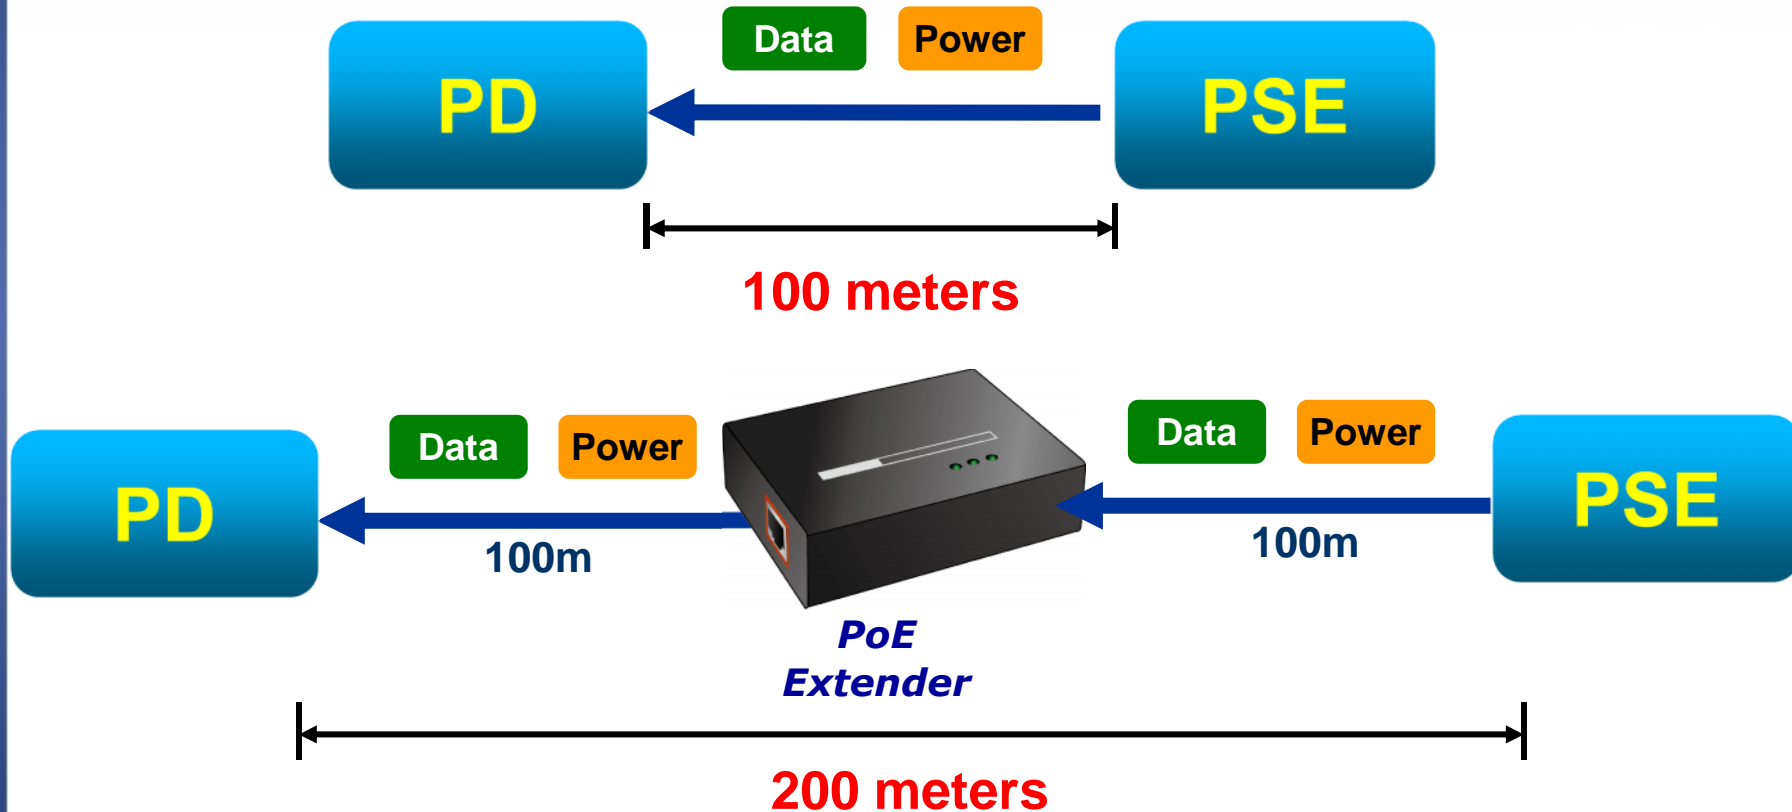 Data Power
PD PSE
100 meters
Data Power Data Power
PD PSE
100m 100m
PoE
Extender
200 meters